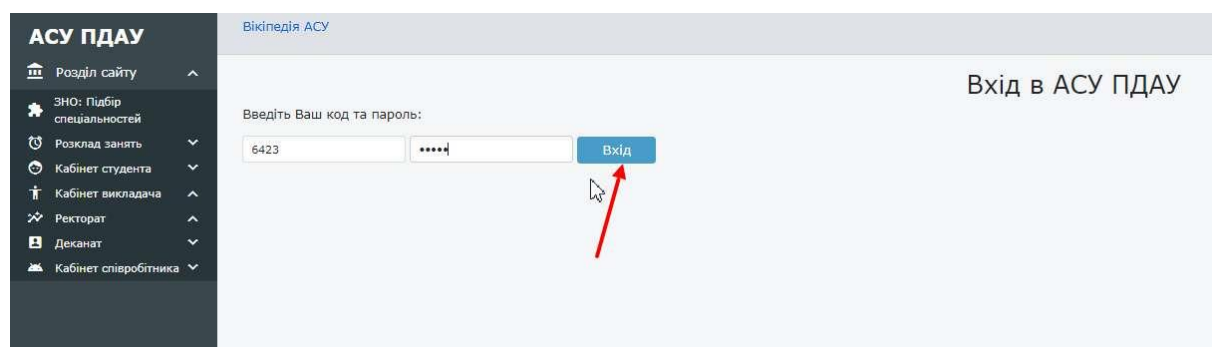 АСУ ПДАУ
Розділ сайту
ЗНО: Підбір
спеціальностей
Розклад занять
Кабінет студента
Кабінет викладача
Ректорат
Деканат
Кабінет співробітника
Вікіпедія АСУ
Вхід в АСУ ПДАУ
Введіть Ваш код та пароль:
6423 ••••• Вхід